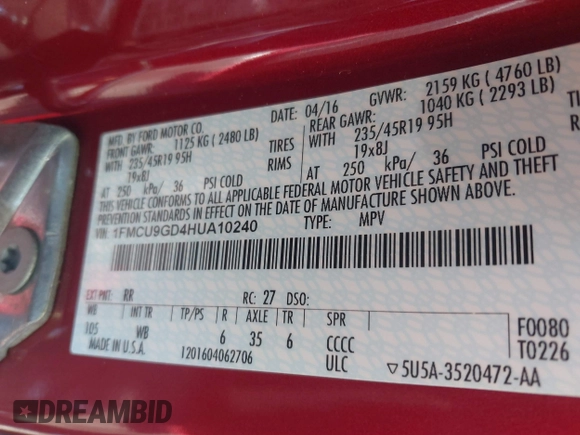 MFD. BY FORD MOTOR CO.
DATE: 04/16 GVWR: 2159 KG ( 4760 LB)
FRONT GAWR: 1125 KG ( 2480 LB)
REAR GAWR: 1040 KG ( 2293 LB)
WITH 235/45R19 95H TIRES
WITH 235/45R19 95H
19x8J RIMS
19x8J
AT 250 kPa/ 36 PSI COLD
AT 250 kPa/ 36 PSI COLD
THIS VEHICLE CONFORMS TO ALL APPLICABLE FEDERAL MOTOR VEHICLE SAFETY AND THEFT
PREVENTION STANDARDS IN EFFECT ON THE DATE OF MANUFACTURE SHOWN ABOVE.
VIN: 1FMCU9GD4HUA10240 TYPE: MPV
EXT PNT: RR RC: 27 DSO:
WB INT TR TP/PS R AXLE TR SPR
105 WB 6 35 6 CCCC
F0080
T0226
MADE IN U.S.A. 1201604062706 ULC
▽5U5A-3520472-AA
DREAMBID